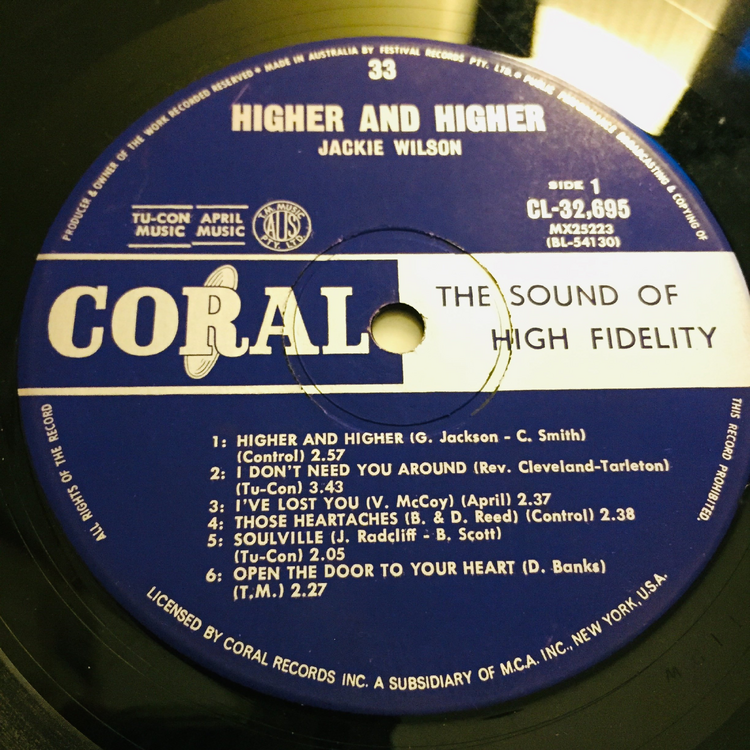 PRODUCER & OWNER OF THE WORK RECORDED RESERVED • MADE IN AUSTRALIA BY FESTIVAL RECORDS PTY. LTD. • PUBLIC PERFORMANCE BROADCASTING & COPYING OF
33
HIGHER AND HIGHER
JACKIE WILSON
SIDE 1
CL-32,695
MX25223
(BL-54130)
TU-CON MUSIC
APRIL MUSIC
T.M. MUSIC
AUS
PTY. LTD.
CORAL
THE SOUND OF
HIGH FIDELITY
1: HIGHER AND HIGHER (G. Jackson - C. Smith)
(Control) 2.57
2: I DON'T NEED YOU AROUND (Rev. Cleveland-Tarleton)
(Tu-Con) 3.43
3: I'VE LOST YOU (V. McCoy) (April) 2.37
4: THOSE HEARTACHES (B. & D. Reed) (Control) 2.38
5: SOULVILLE (J. Radcliff - B. Scott)
(Tu-Con) 2.05
6: OPEN THE DOOR TO YOUR HEART (D. Banks)
(T.M.) 2.27
ALL RIGHTS OF THE RECORD
THIS RECORD PROHIBITED.
LICENSED BY CORAL RECORDS INC. A SUBSIDIARY OF M.C.A. INC., NEW YORK, U.S.A.